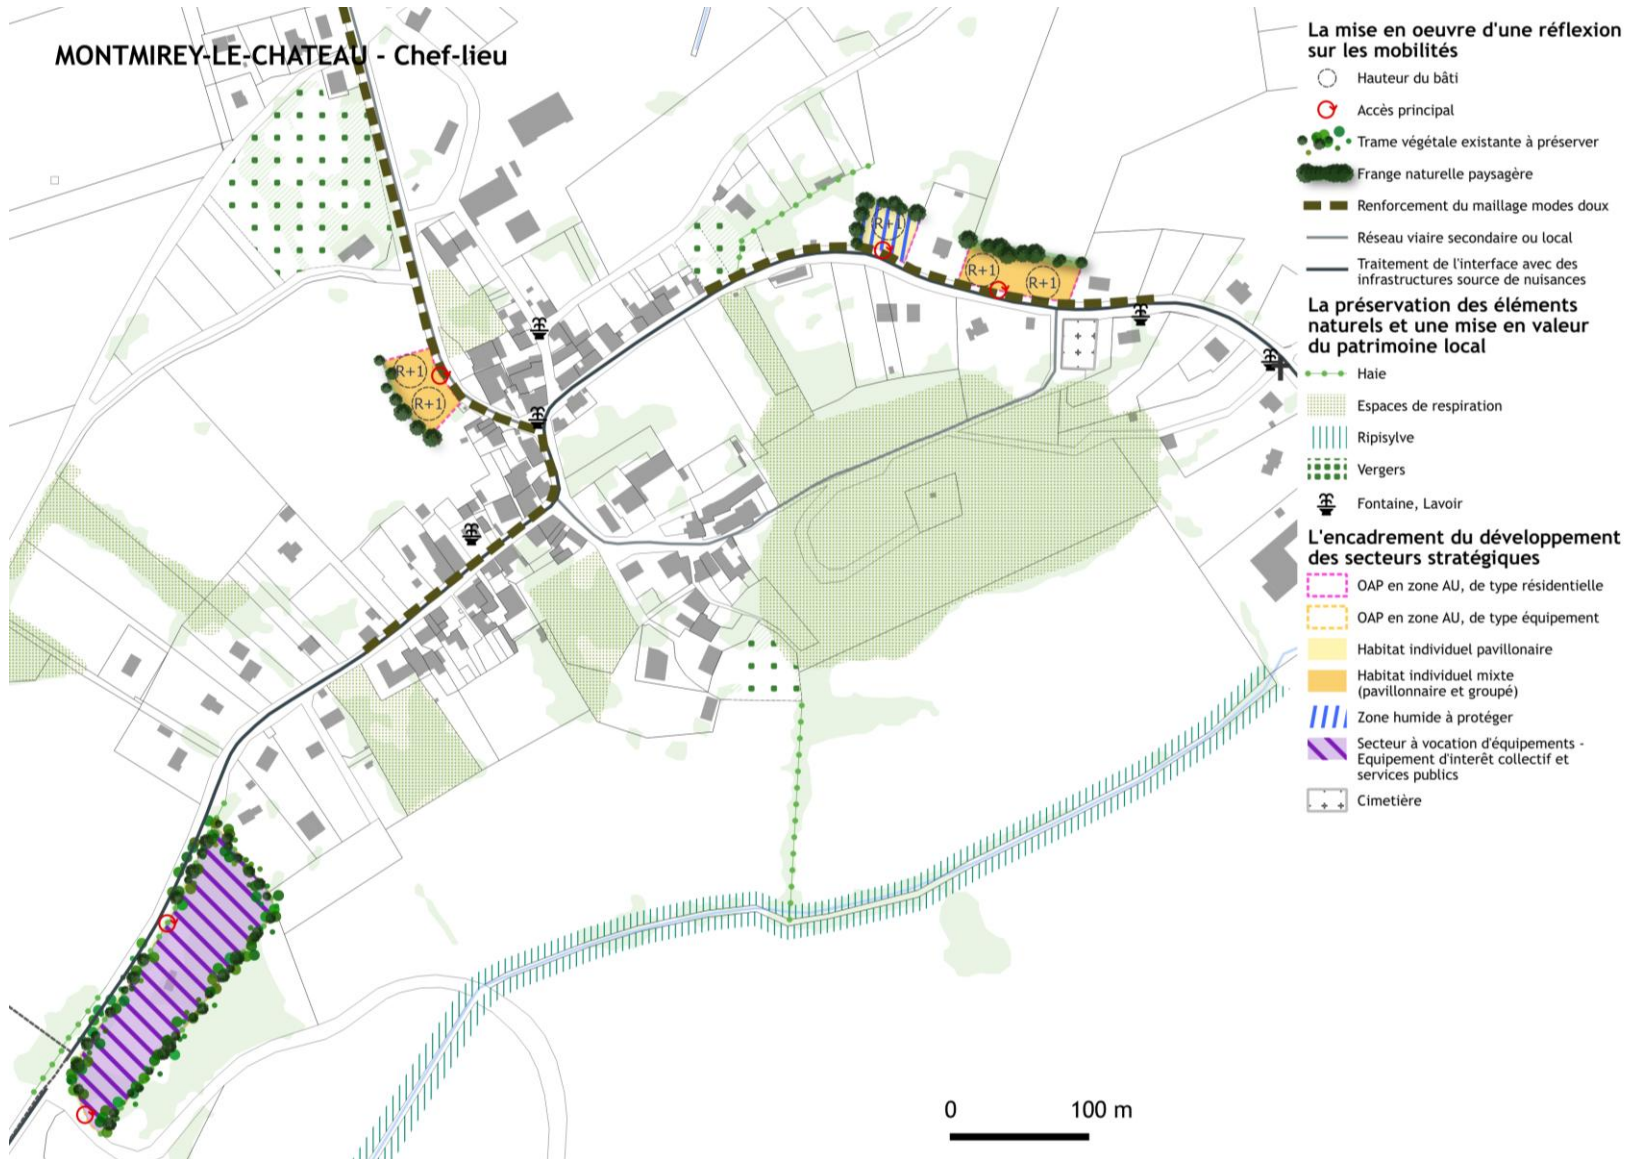 MONTMIREY-LE-CHATEAU - Chef-lieu
R+1
R+1
R+1
R+1
R+1
0 100 m
La mise en oeuvre d'une réflexion
sur les mobilités
Hauteur du bâti
Accès principal
Trame végétale existante à préserver
Frange naturelle paysagère
Renforcement du maillage modes doux
Réseau viaire secondaire ou local
Traitement de l'interface avec des
infrastructures source de nuisances
La préservation des éléments
naturels et une mise en valeur
du patrimoine local
Haie
Espaces de respiration
Ripisylve
Vergers
Fontaine, Lavoir
L'encadrement du développement
des secteurs stratégiques
OAP en zone AU, de type résidentielle
OAP en zone AU, de type équipement
Habitat individuel pavillonaire
Habitat individuel mixte
(pavillonnaire et groupé)
Zone humide à protéger
Secteur à vocation d'équipements -
Equipement d'interêt collectif et
services publics
Cimetière